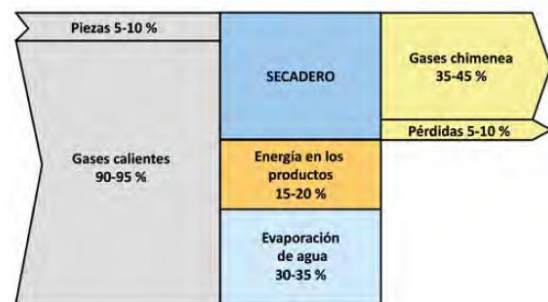 Piezas 5-10 %
Gases calientes
90-95 %
SECADERO
Energía en los
productos
15-20 %
Evaporación
de agua
30-35 %
Gases chimenea
35-45 %
Pérdidas 5-10 %